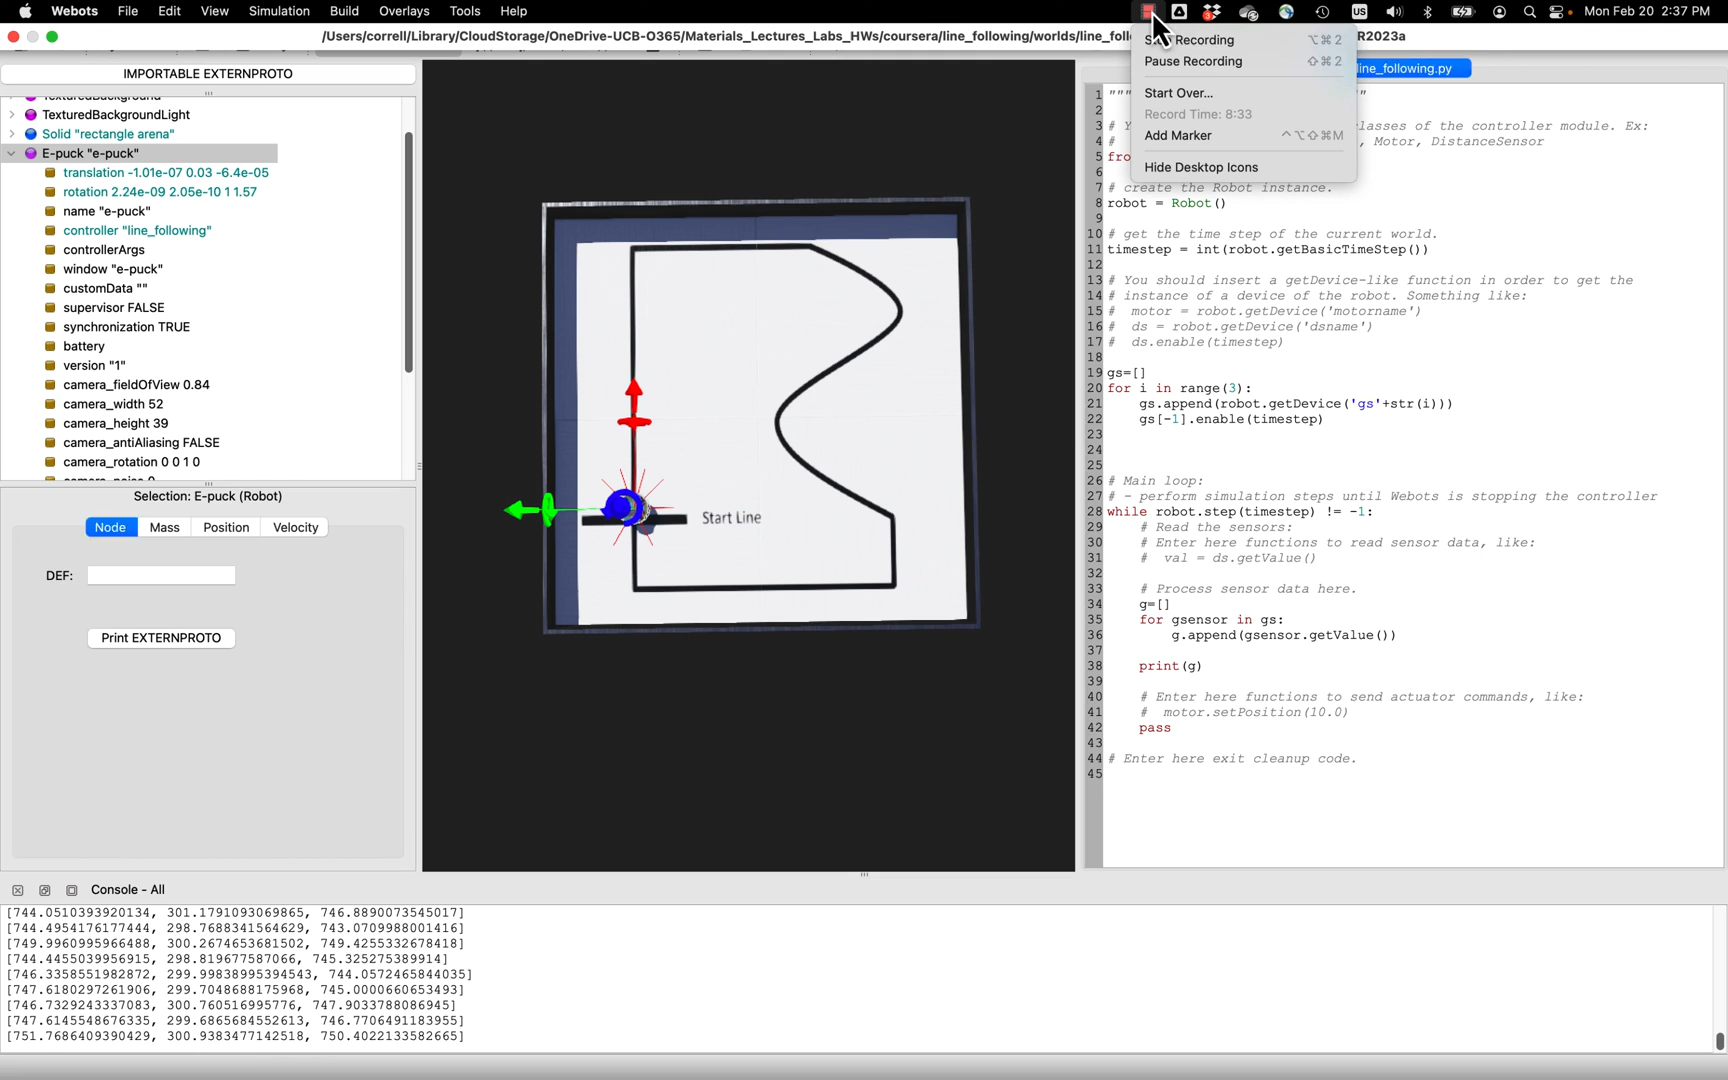 Webots File Edit View Simulation Build Overlays Tools Help
US
Mon Feb 20 2:37 PM
/Users/correll/Library/CloudStorage/OneDrive-UCB-O365/Materials_Lectures_Labs_HWs/coursera/line_following/worlds/line_foll
R2023a
Recording ⌥⌘2
Pause Recording ⇧⌘2
Start Over...
Record Time: 8:33
Add Marker ^⌥⇧⌘M
Hide Desktop Icons
IMPORTABLE EXTERNPROTO
TexturedBackground
TexturedBackgroundLight
Solid "rectangle arena"
E-puck "e-puck"
translation -1.01e-07 0.03 -6.4e-05
rotation 2.24e-09 2.05e-10 1 1.57
name "e-puck"
controller "line_following"
controllerArgs
window "e-puck"
customData ""
supervisor FALSE
synchronization TRUE
battery
version "1"
camera_fieldOfView 0.84
camera_width 52
camera_height 39
camera_antiAliasing FALSE
camera_rotation 0 0 1 0
Selection: E-puck (Robot)
Node Mass Position Velocity
DEF:
Print EXTERNPROTO
Start Line
line_following.py
1 """ "
2
3 # Y lasses of the controller module. Ex:
4 # , Motor, DistanceSensor
5 fro
6
7 # create the Robot instance.
8 robot = Robot()
9
10 # get the time step of the current world.
11 timestep = int(robot.getBasicTimeStep())
12
13 # You should insert a getDevice-like function in order to get the
14 # instance of a device of the robot. Something like:
15 #  motor = robot.getDevice('motorname')
16 #  ds = robot.getDevice('dsname')
17 #  ds.enable(timestep)
18
19 gs=[]
20 for i in range(3):
21     gs.append(robot.getDevice('gs'+str(i)))
22     gs[-1].enable(timestep)
23
24
25
26 # Main loop:
27 # - perform simulation steps until Webots is stopping the controller
28 while robot.step(timestep) != -1:
29     # Read the sensors:
30     # Enter here functions to read sensor data, like:
31     #  val = ds.getValue()
32
33     # Process sensor data here.
34     g=[]
35     for gsensor in gs:
36         g.append(gsensor.getValue())
37
38     print(g)
39
40     # Enter here functions to send actuator commands, like:
41     #  motor.setPosition(10.0)
42     pass
43
44 # Enter here exit cleanup code.
45
Console - All
[744.0510393920134, 301.1791093069865, 746.8890073545017]
[744.4954176177444, 298.7688341564629, 743.0709988001416]
[749.9960995966488, 300.2674653681502, 749.4255332678418]
[744.4455039956915, 298.819677587066, 745.325275389914]
[746.3358551982872, 299.99838995394543, 744.0572465844035]
[747.6180297261906, 299.7048688175968, 745.0000660653493]
[746.7329243337083, 300.760516995776, 747.9033788086945]
[747.6145548676335, 299.6865684552613, 746.7706491183955]
[751.7686409390429, 300.9383477142518, 750.4022133582665]